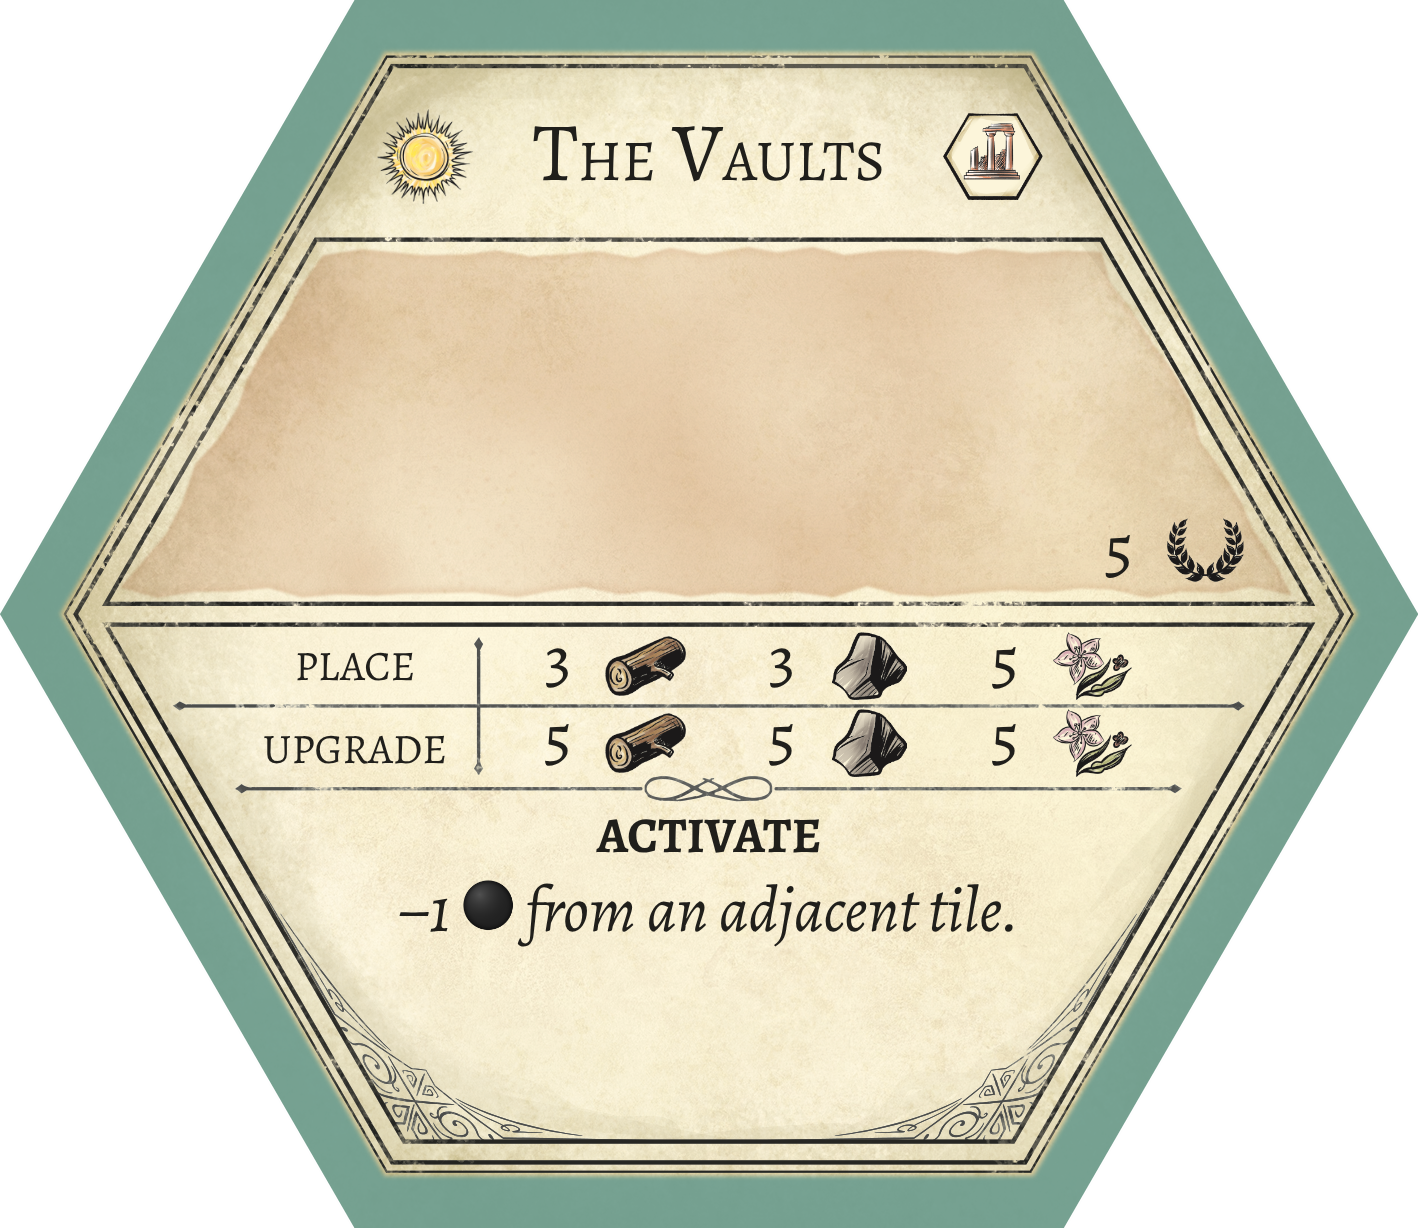 The Vaults
5
PLACE 3 3 5
UPGRADE 5 5 5
ACTIVATE
–1 from an adjacent tile.